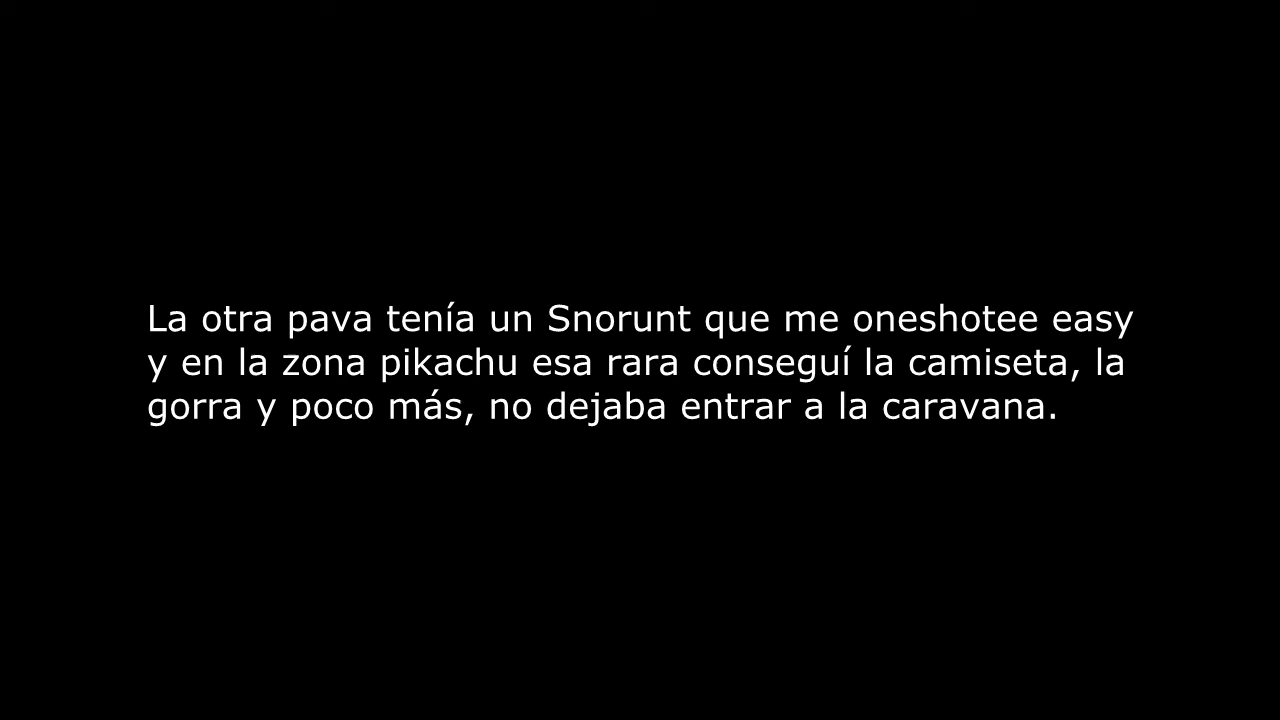 La otra pava tenía un Snorunt que me oneshotee easy
y en la zona pikachu esa rara conseguí la camiseta, la
gorra y poco más, no dejaba entrar a la caravana.